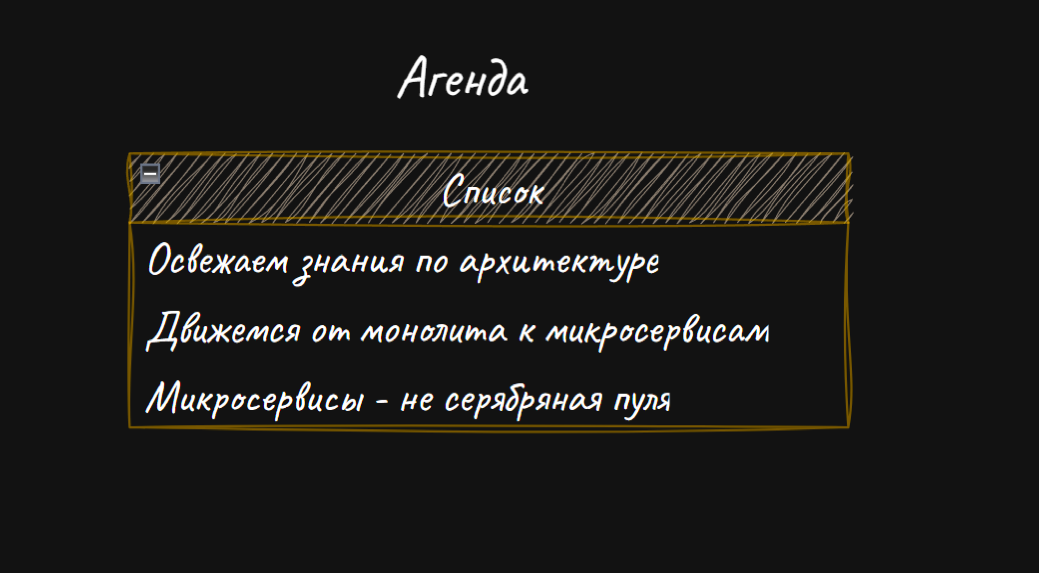 Агенда
Список
Освежаем знания по архитектуре
Движемся от монолита к микросервисам
Микросервисы - не серябряная пуля